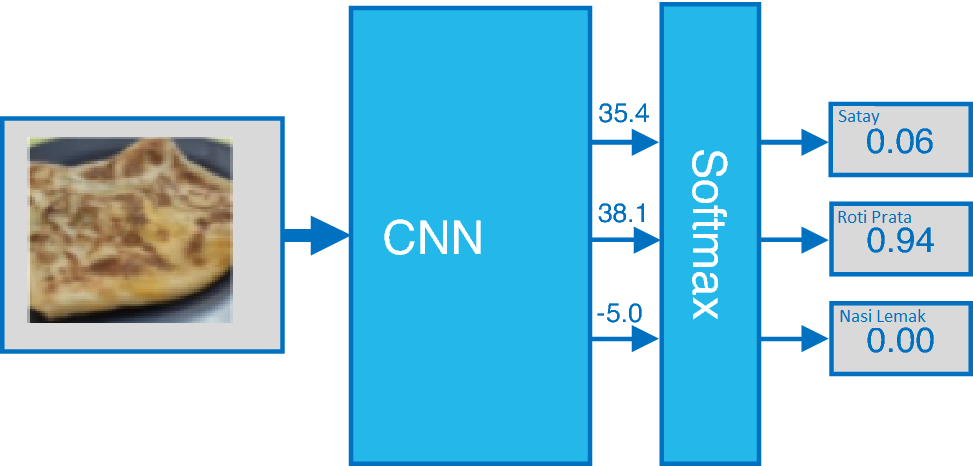 CNN
35.4
38.1
-5.0
Softmax
Satay
0.06
Roti Prata
0.94
Nasi Lemak
0.00